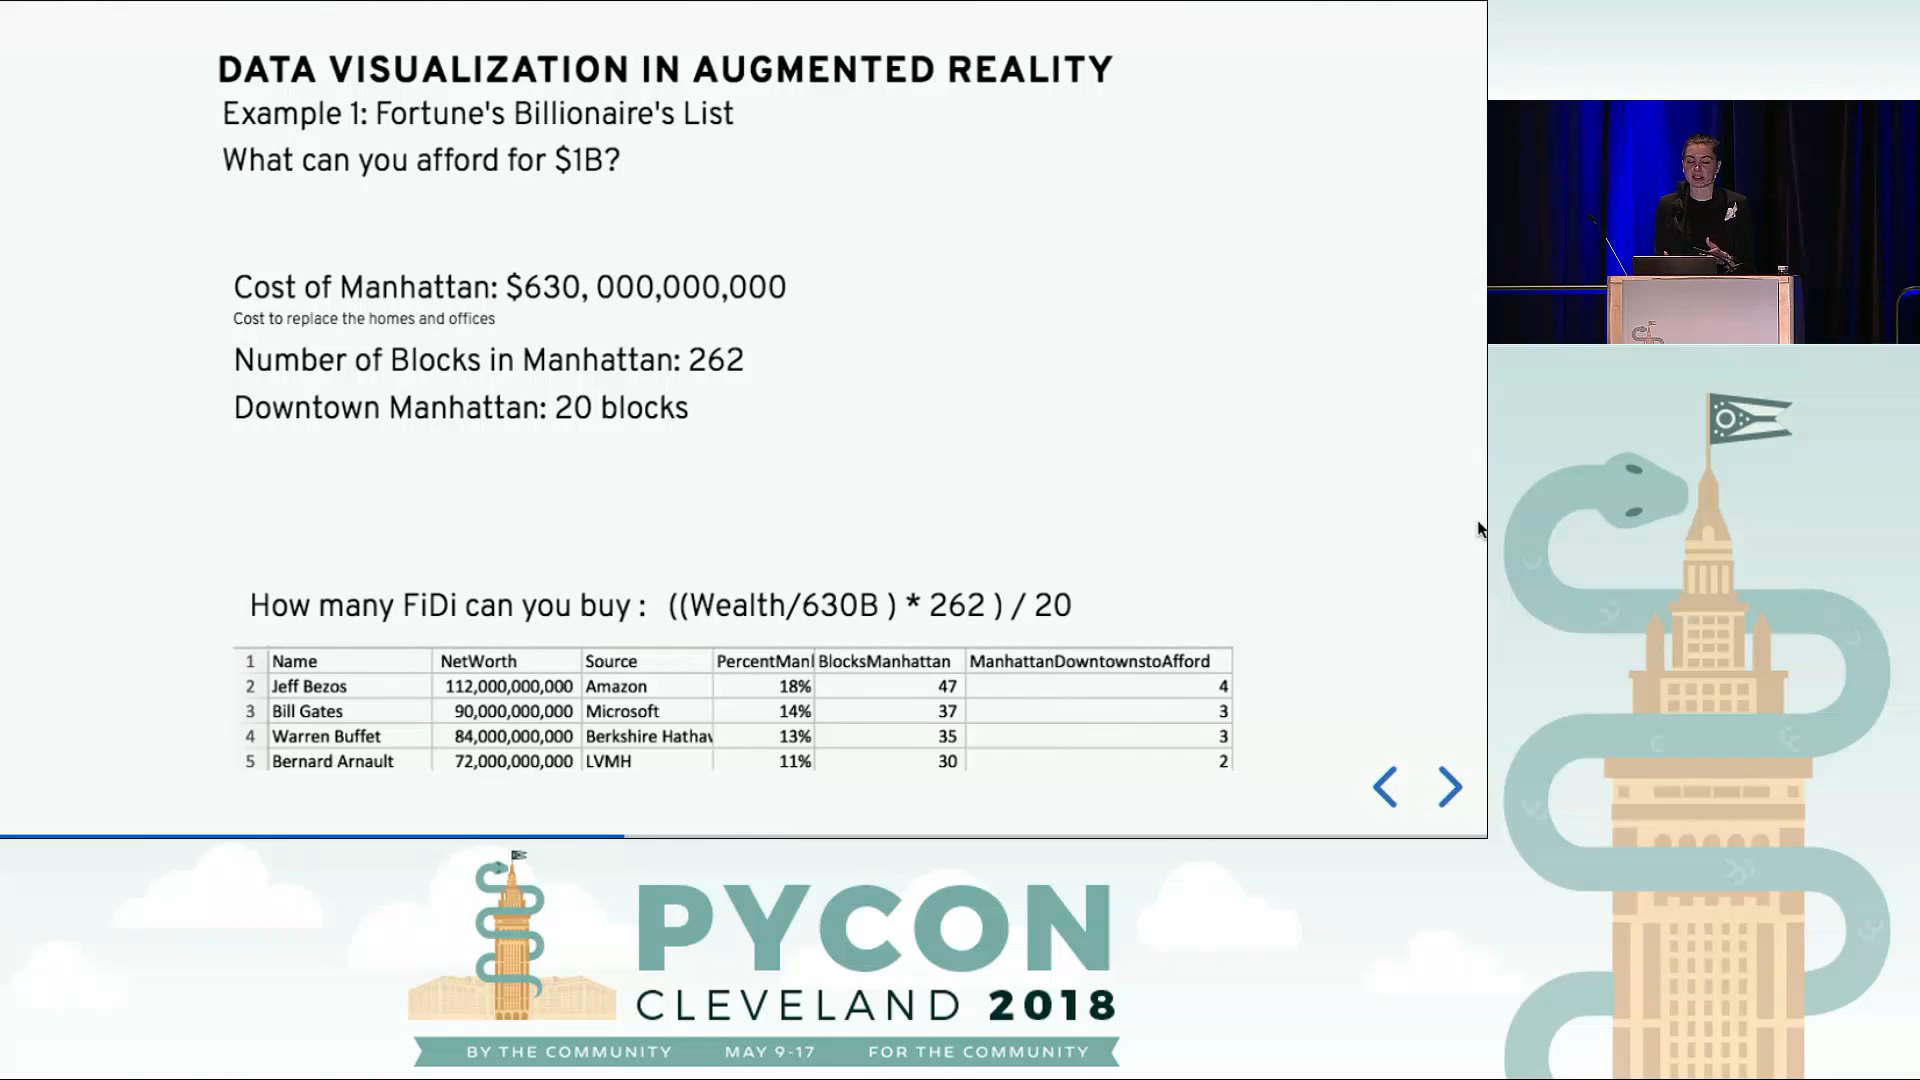 DATA VISUALIZATION IN AUGMENTED REALITY
Example 1: Fortune's Billionaire's List
What can you afford for $1B?
Cost of Manhattan: $630, 000,000,000
Cost to replace the homes and offices
Number of Blocks in Manhattan: 262
Downtown Manhattan: 20 blocks
How many FiDi can you buy : ((Wealth/630B ) * 262 ) / 20
1 Name NetWorth Source PercentManl BlocksManhattan ManhattanDowntownstoAfford
2 Jeff Bezos 112,000,000,000 Amazon 18% 47 4
3 Bill Gates 90,000,000,000 Microsoft 14% 37 3
4 Warren Buffet 84,000,000,000 Berkshire Hathav 13% 35 3
5 Bernard Arnault 72,000,000,000 LVMH 11% 30 2
PYCON
CLEVELAND 2018
BY THE COMMUNITY MAY 9-17 FOR THE COMMUNITY